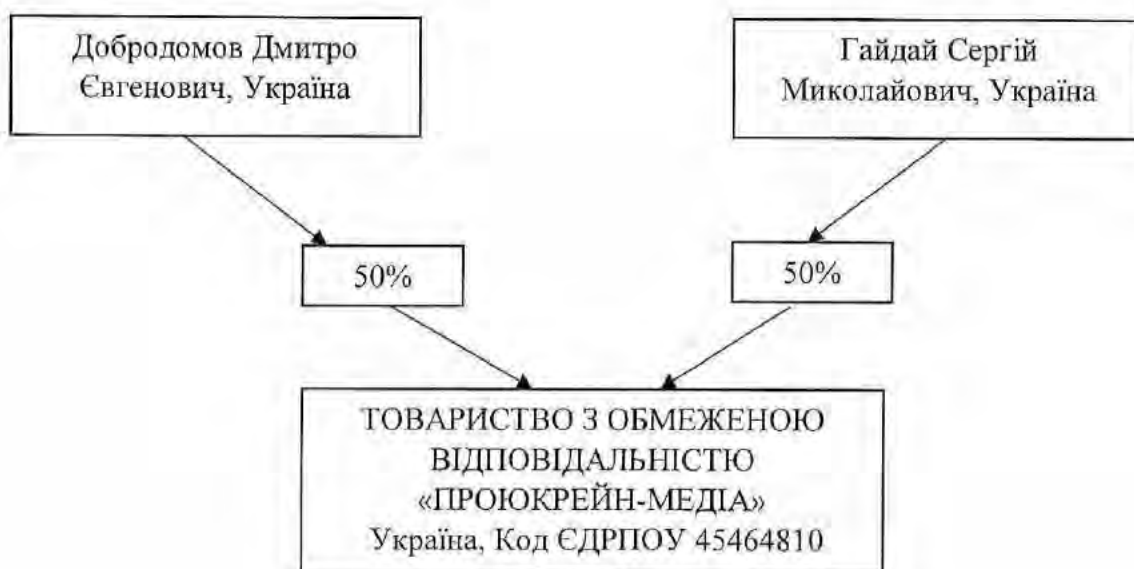 Добродомов Дмитро
Євгенович, Україна
Гайдай Сергій
Миколайович, Україна
50%
50%
ТОВАРИСТВО З ОБМЕЖЕНОЮ
ВІДПОВІДАЛЬНІСТЮ
«ПРОЮКРЕЙН-МЕДІА»
Україна, Код ЄДРПОУ 45464810